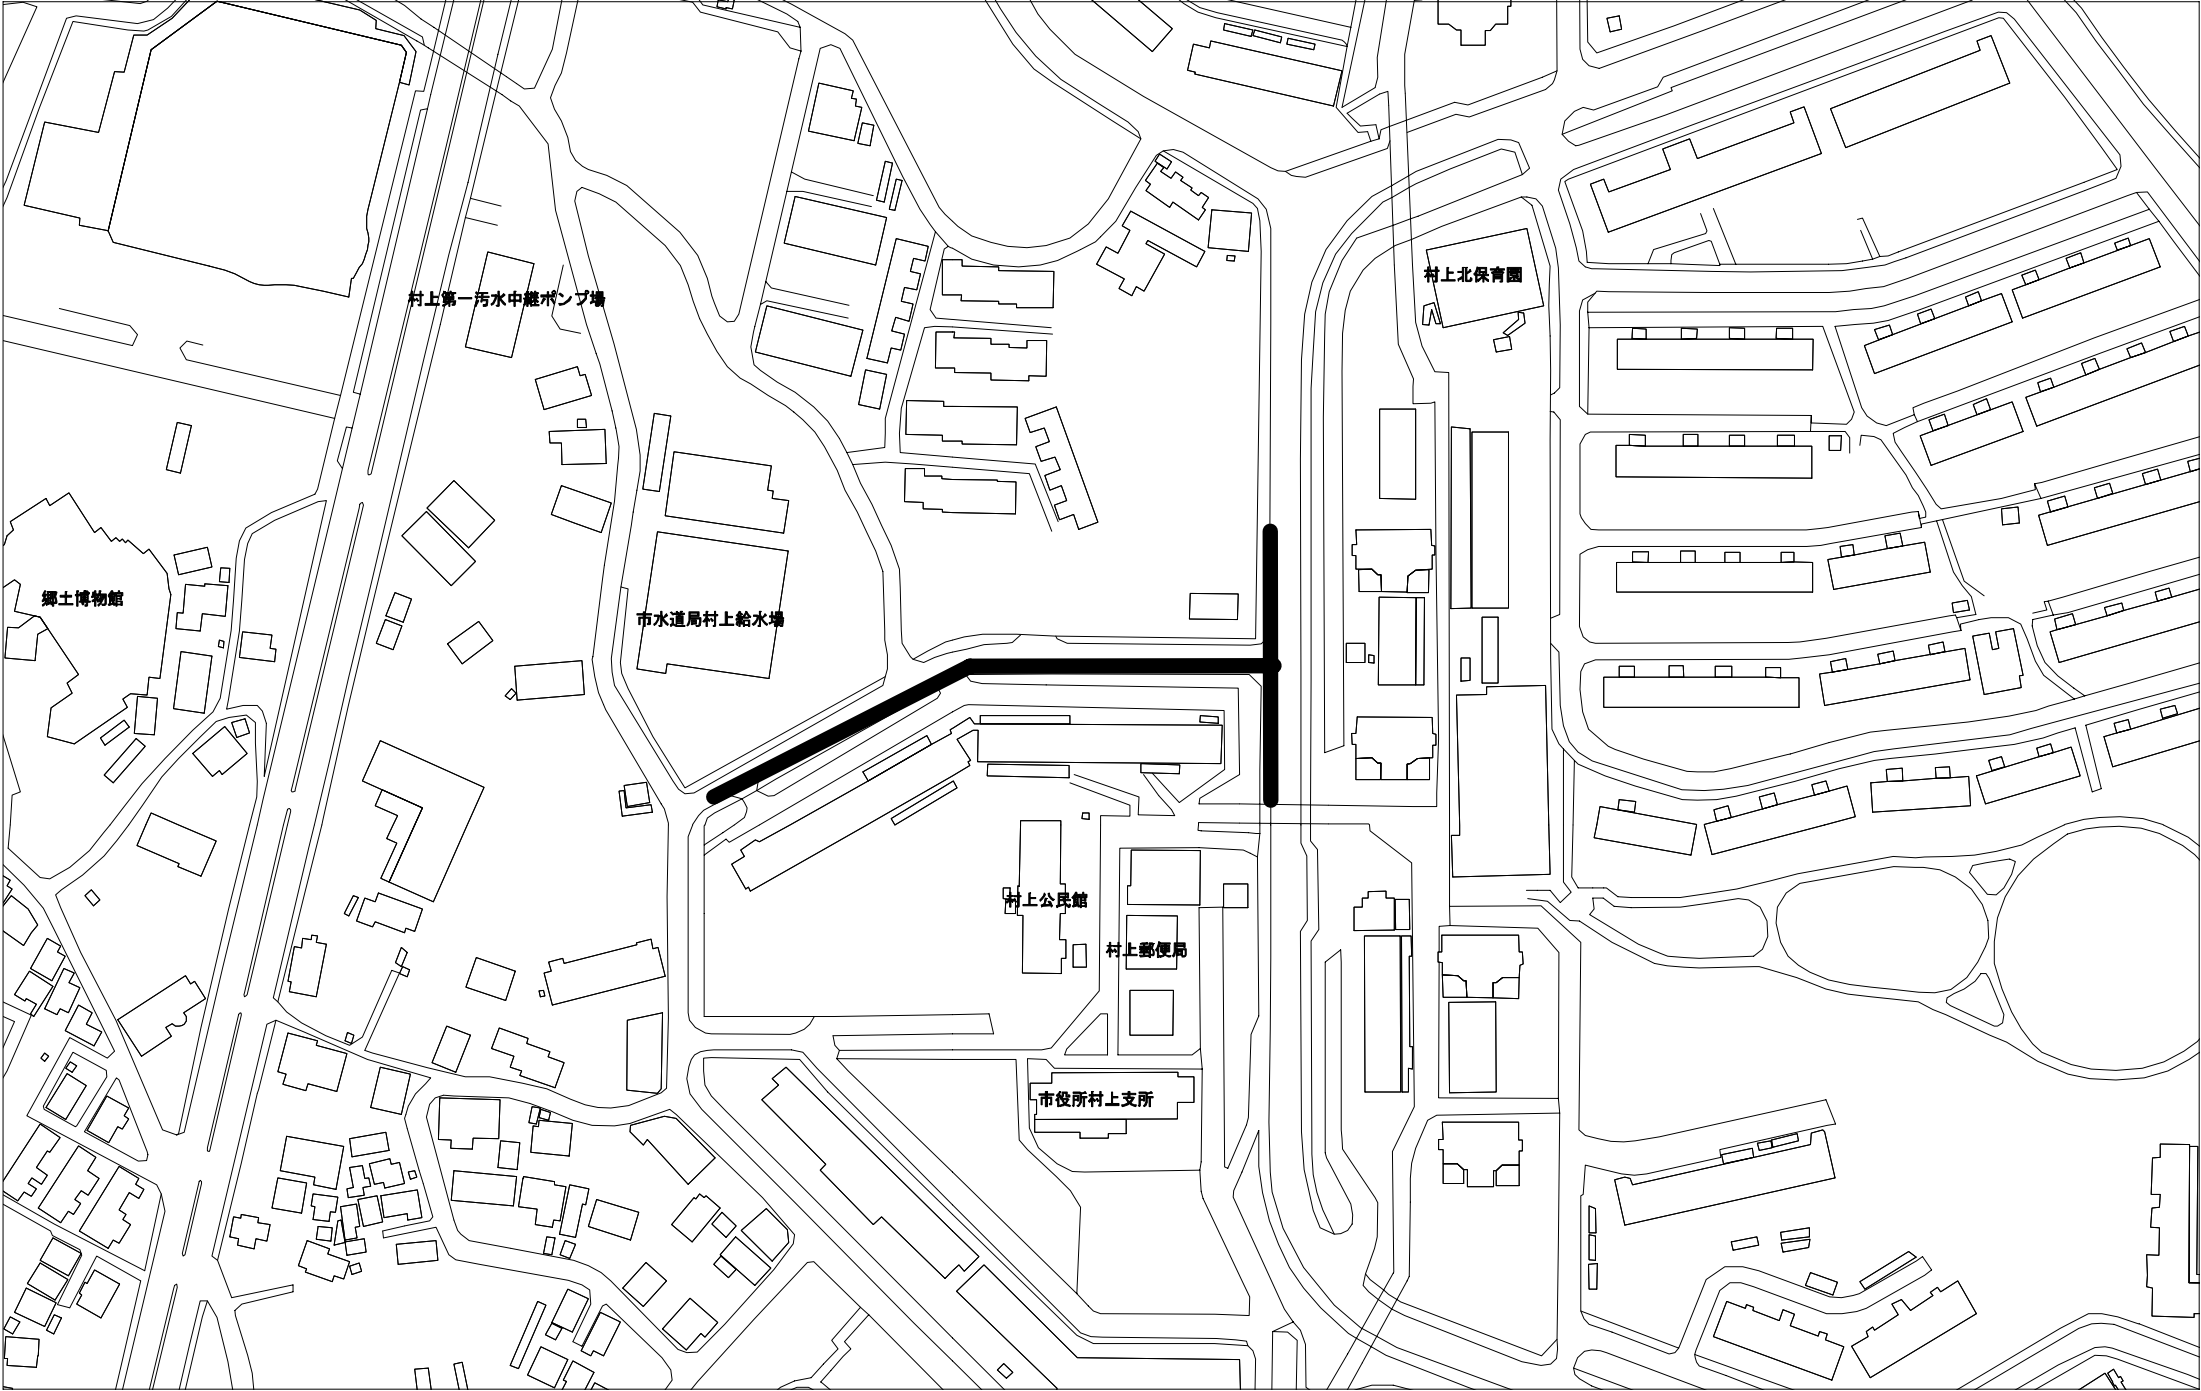 村上北保育園
村上第一汚水中継ポンプ場
郷土博物館
市水道局村上給水場
村上公民館
村上郵便局
市役所村上支所